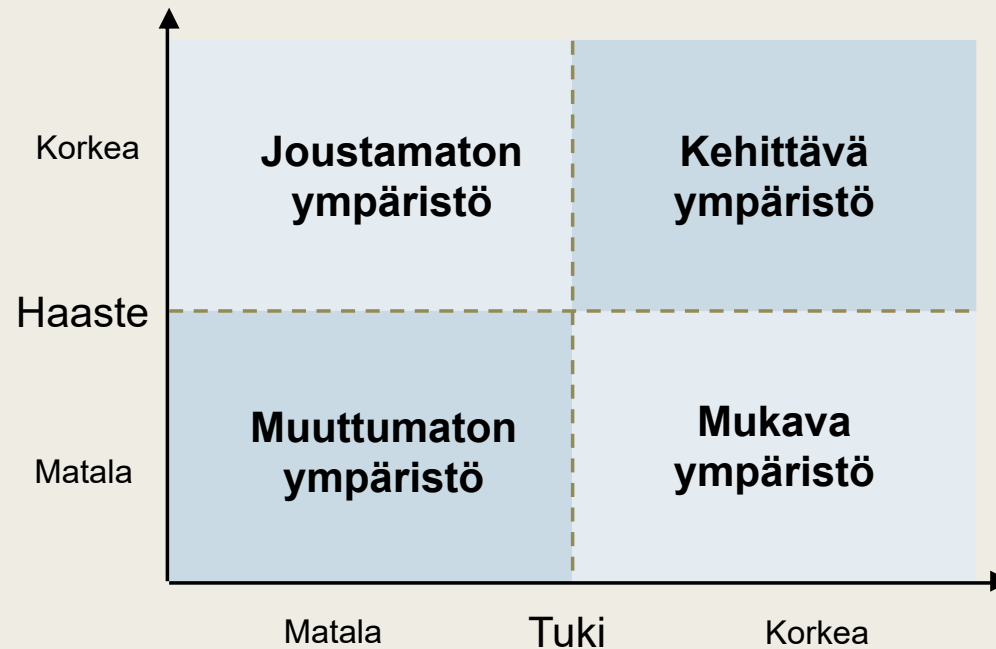 Korkea
Joustamaton
ympäristö
Kehittävä
ympäristö
Haaste
Matala
Muuttumaton
ympäristö
Mukava
ympäristö
Matala
Tuki
Korkea